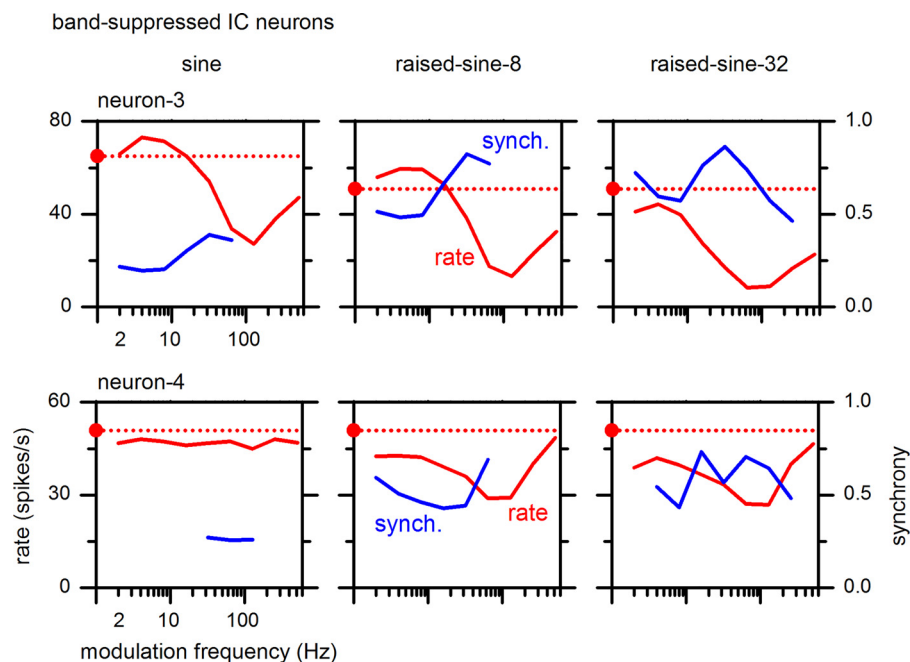 band-suppressed IC neurons
sine raised-sine-8 raised-sine-32
neuron-3
80 1.0
synch.
40 0.5
rate
0 0.0
2 10 100
neuron-4
60 1.0
30 0.5
synch. rate
0 0.0
2 10 100
rate (spikes/s)
synchrony
modulation frequency (Hz)